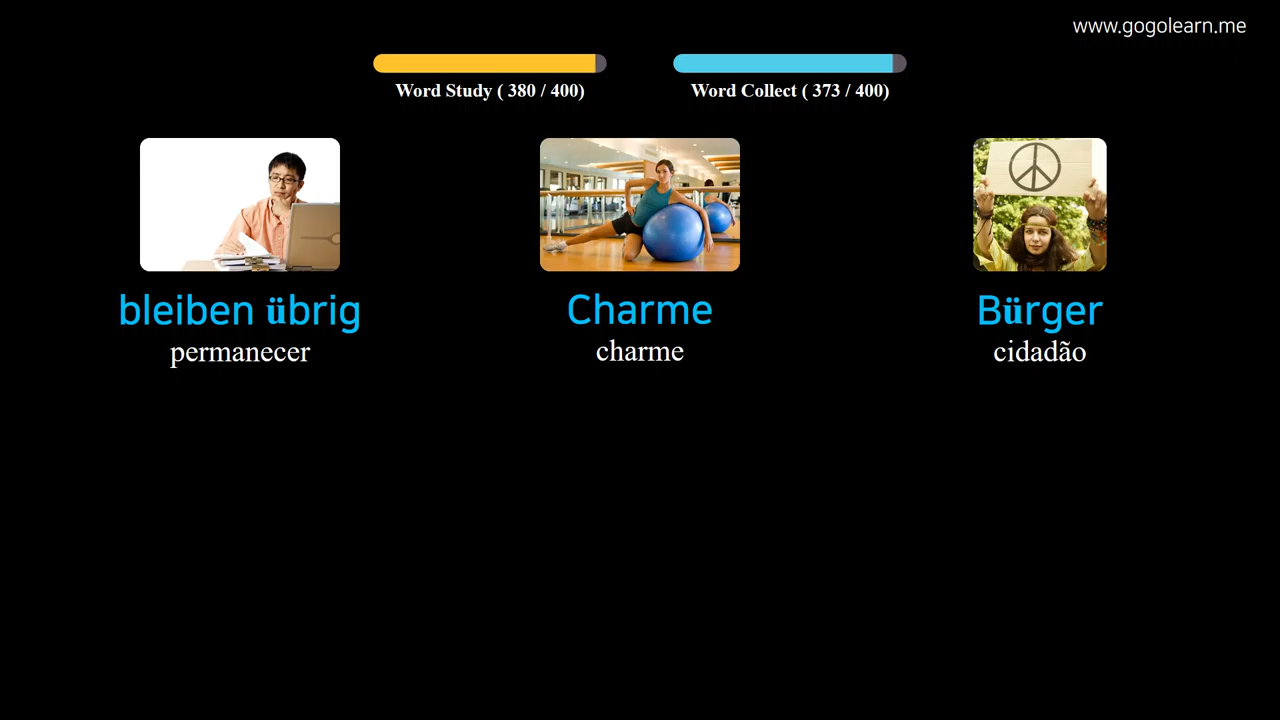 www.gogolearn.me
Word Study ( 380 / 400)
Word Collect ( 373 / 400)
bleiben übrig
permanecer
Charme
charme
Bürger
cidadão